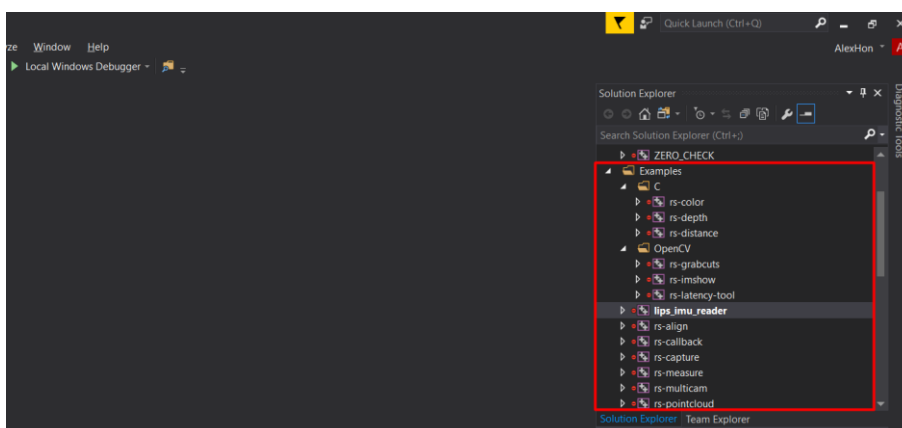 Quick Launch (Ctrl+Q)
yze Window Help
AlexHon
A
Local Windows Debugger
Solution Explorer
Diagnostic Tools
Search Solution Explorer (Ctrl+;)
ZERO_CHECK
Examples
C
rs-color
rs-depth
rs-distance
OpenCV
rs-grabcuts
rs-imshow
rs-latency-tool
lips_imu_reader
rs-align
rs-callback
rs-capture
rs-measure
rs-multicam
rs-pointcloud
Solution Explorer Team Explorer